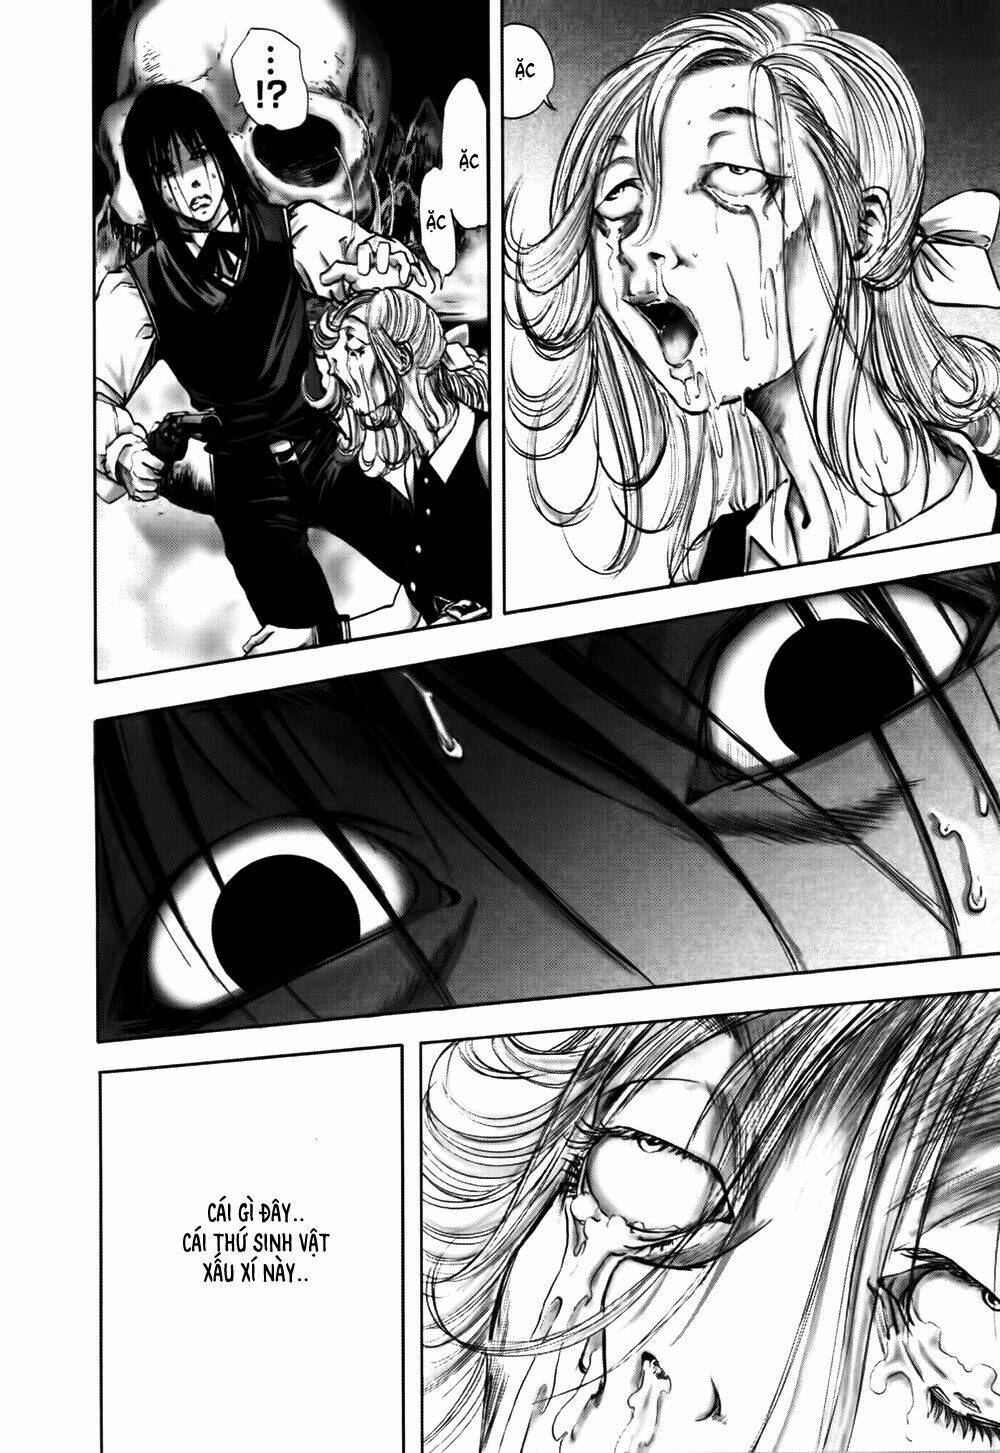 ẶC
ẶC
ẶC
…
!?
CÁI GÌ ĐÂY..
CÁI THỨ SINH VẬT
XẤU XÍ NÀY..